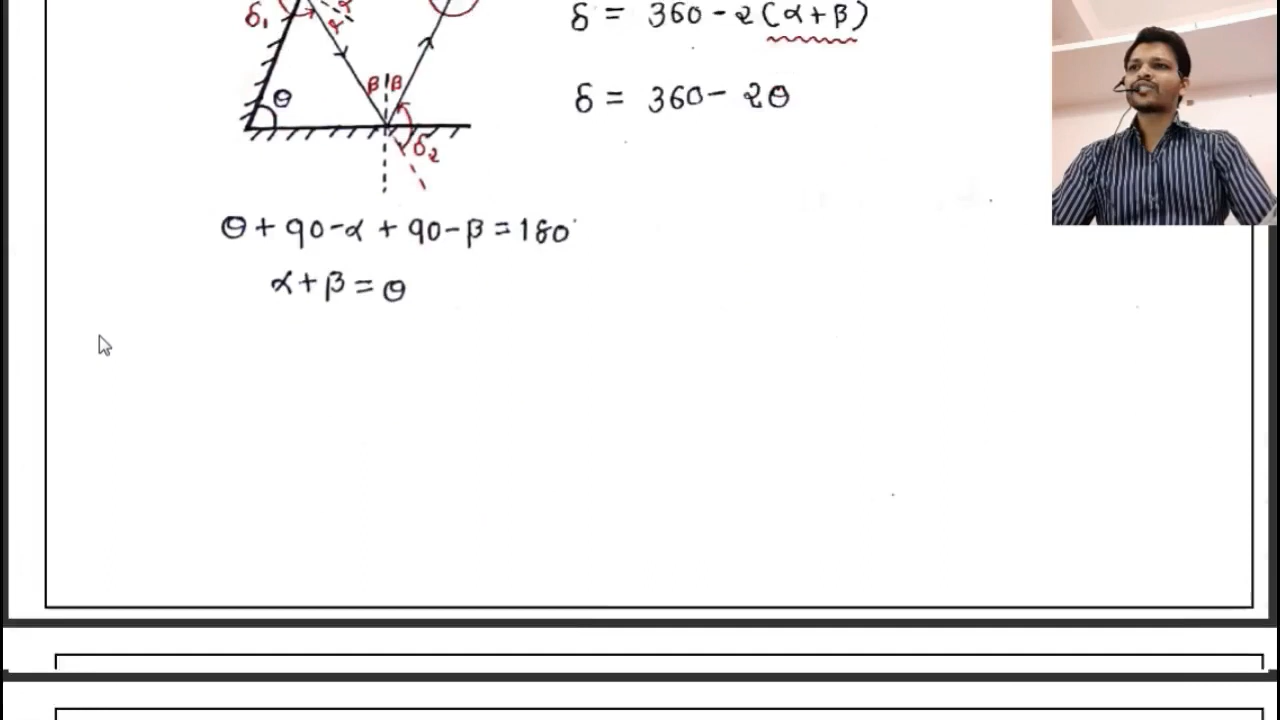 δ₁ α α
δ = 360 - 2(α+β)
β β
θ
δ = 360 - 2θ
δ₂
θ + 90-α + 90-β = 180°
α+β = θ